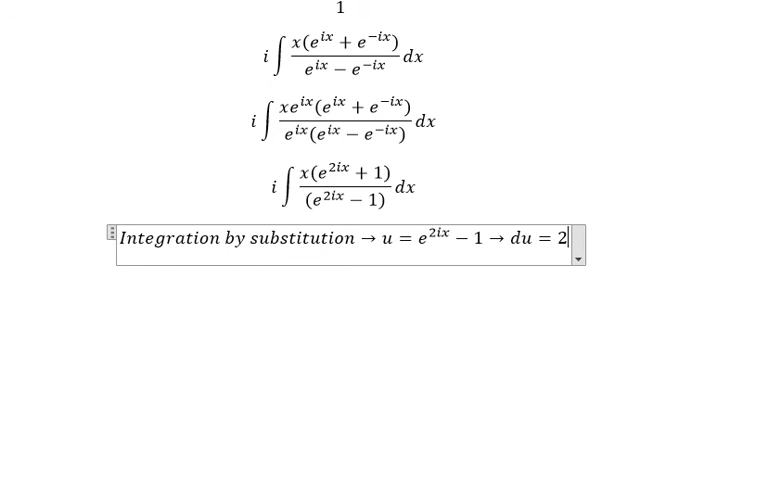 1
i ∫ x(e^{ix} + e^{-ix}) / e^{ix} − e^{-ix} dx
i ∫ xe^{ix}(e^{ix} + e^{-ix}) / e^{ix}(e^{ix} − e^{-ix}) dx
i ∫ x(e^{2ix} + 1) / (e^{2ix} − 1) dx
Integration by substitution → u = e^{2ix} − 1 → du = 2